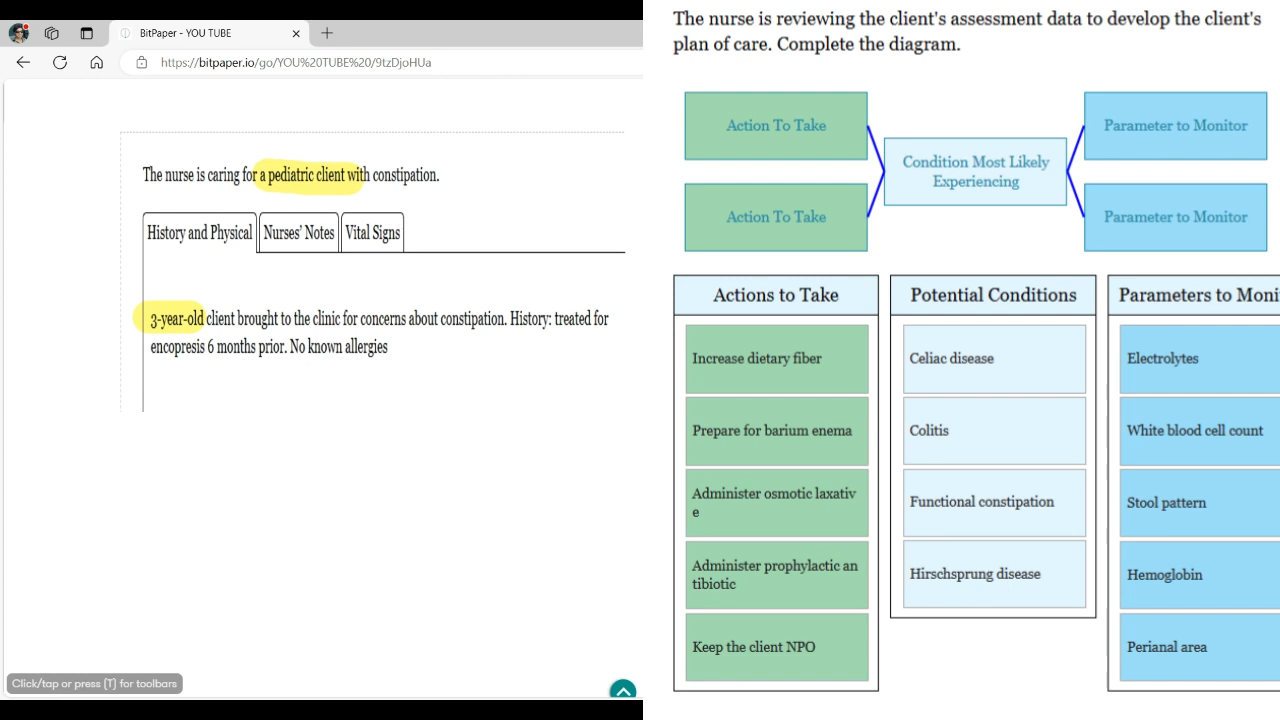 BitPaper - YOU TUBE
https://bitpaper.io/go/YOU%20TUBE%20/9tzDjoHUa
The nurse is caring for a pediatric client with constipation.
History and Physical
Nurses' Notes
Vital Signs
3-year-old client brought to the clinic for concerns about constipation. History: treated for
encopresis 6 months prior. No known allergies
Click/tap or press [T] for toolbars
The nurse is reviewing the client's assessment data to develop the client's
plan of care. Complete the diagram.
Action To Take
Action To Take
Condition Most Likely
Experiencing
Parameter to Monitor
Parameter to Monitor
Actions to Take
Increase dietary fiber
Prepare for barium enema
Administer osmotic laxativ
e
Administer prophylactic an
tibiotic
Keep the client NPO
Potential Conditions
Celiac disease
Colitis
Functional constipation
Hirschsprung disease
Parameters to Moni
Electrolytes
White blood cell count
Stool pattern
Hemoglobin
Perianal area